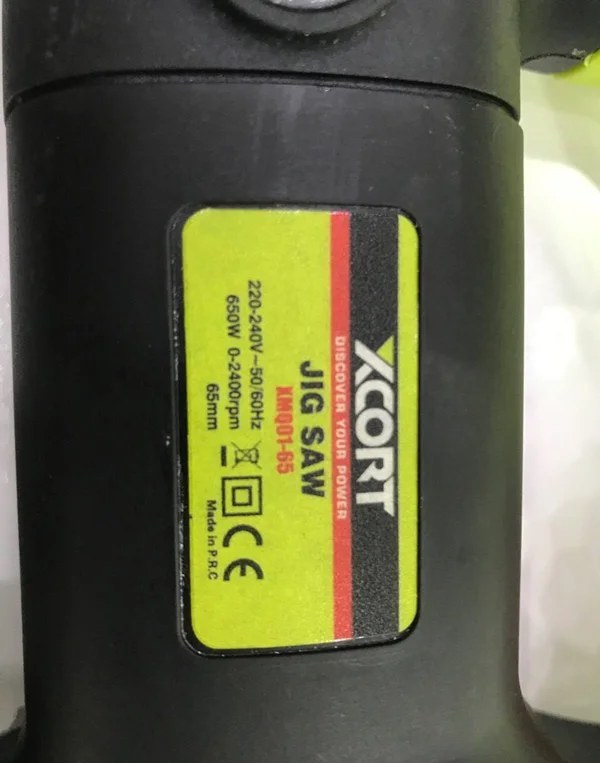 XCORT
DISCOVER YOUR POWER
JIG SAW
XMQ01-65
220-240V~50/60Hz
650W 0-2400rpm
65mm
CE
Made in P.R.C